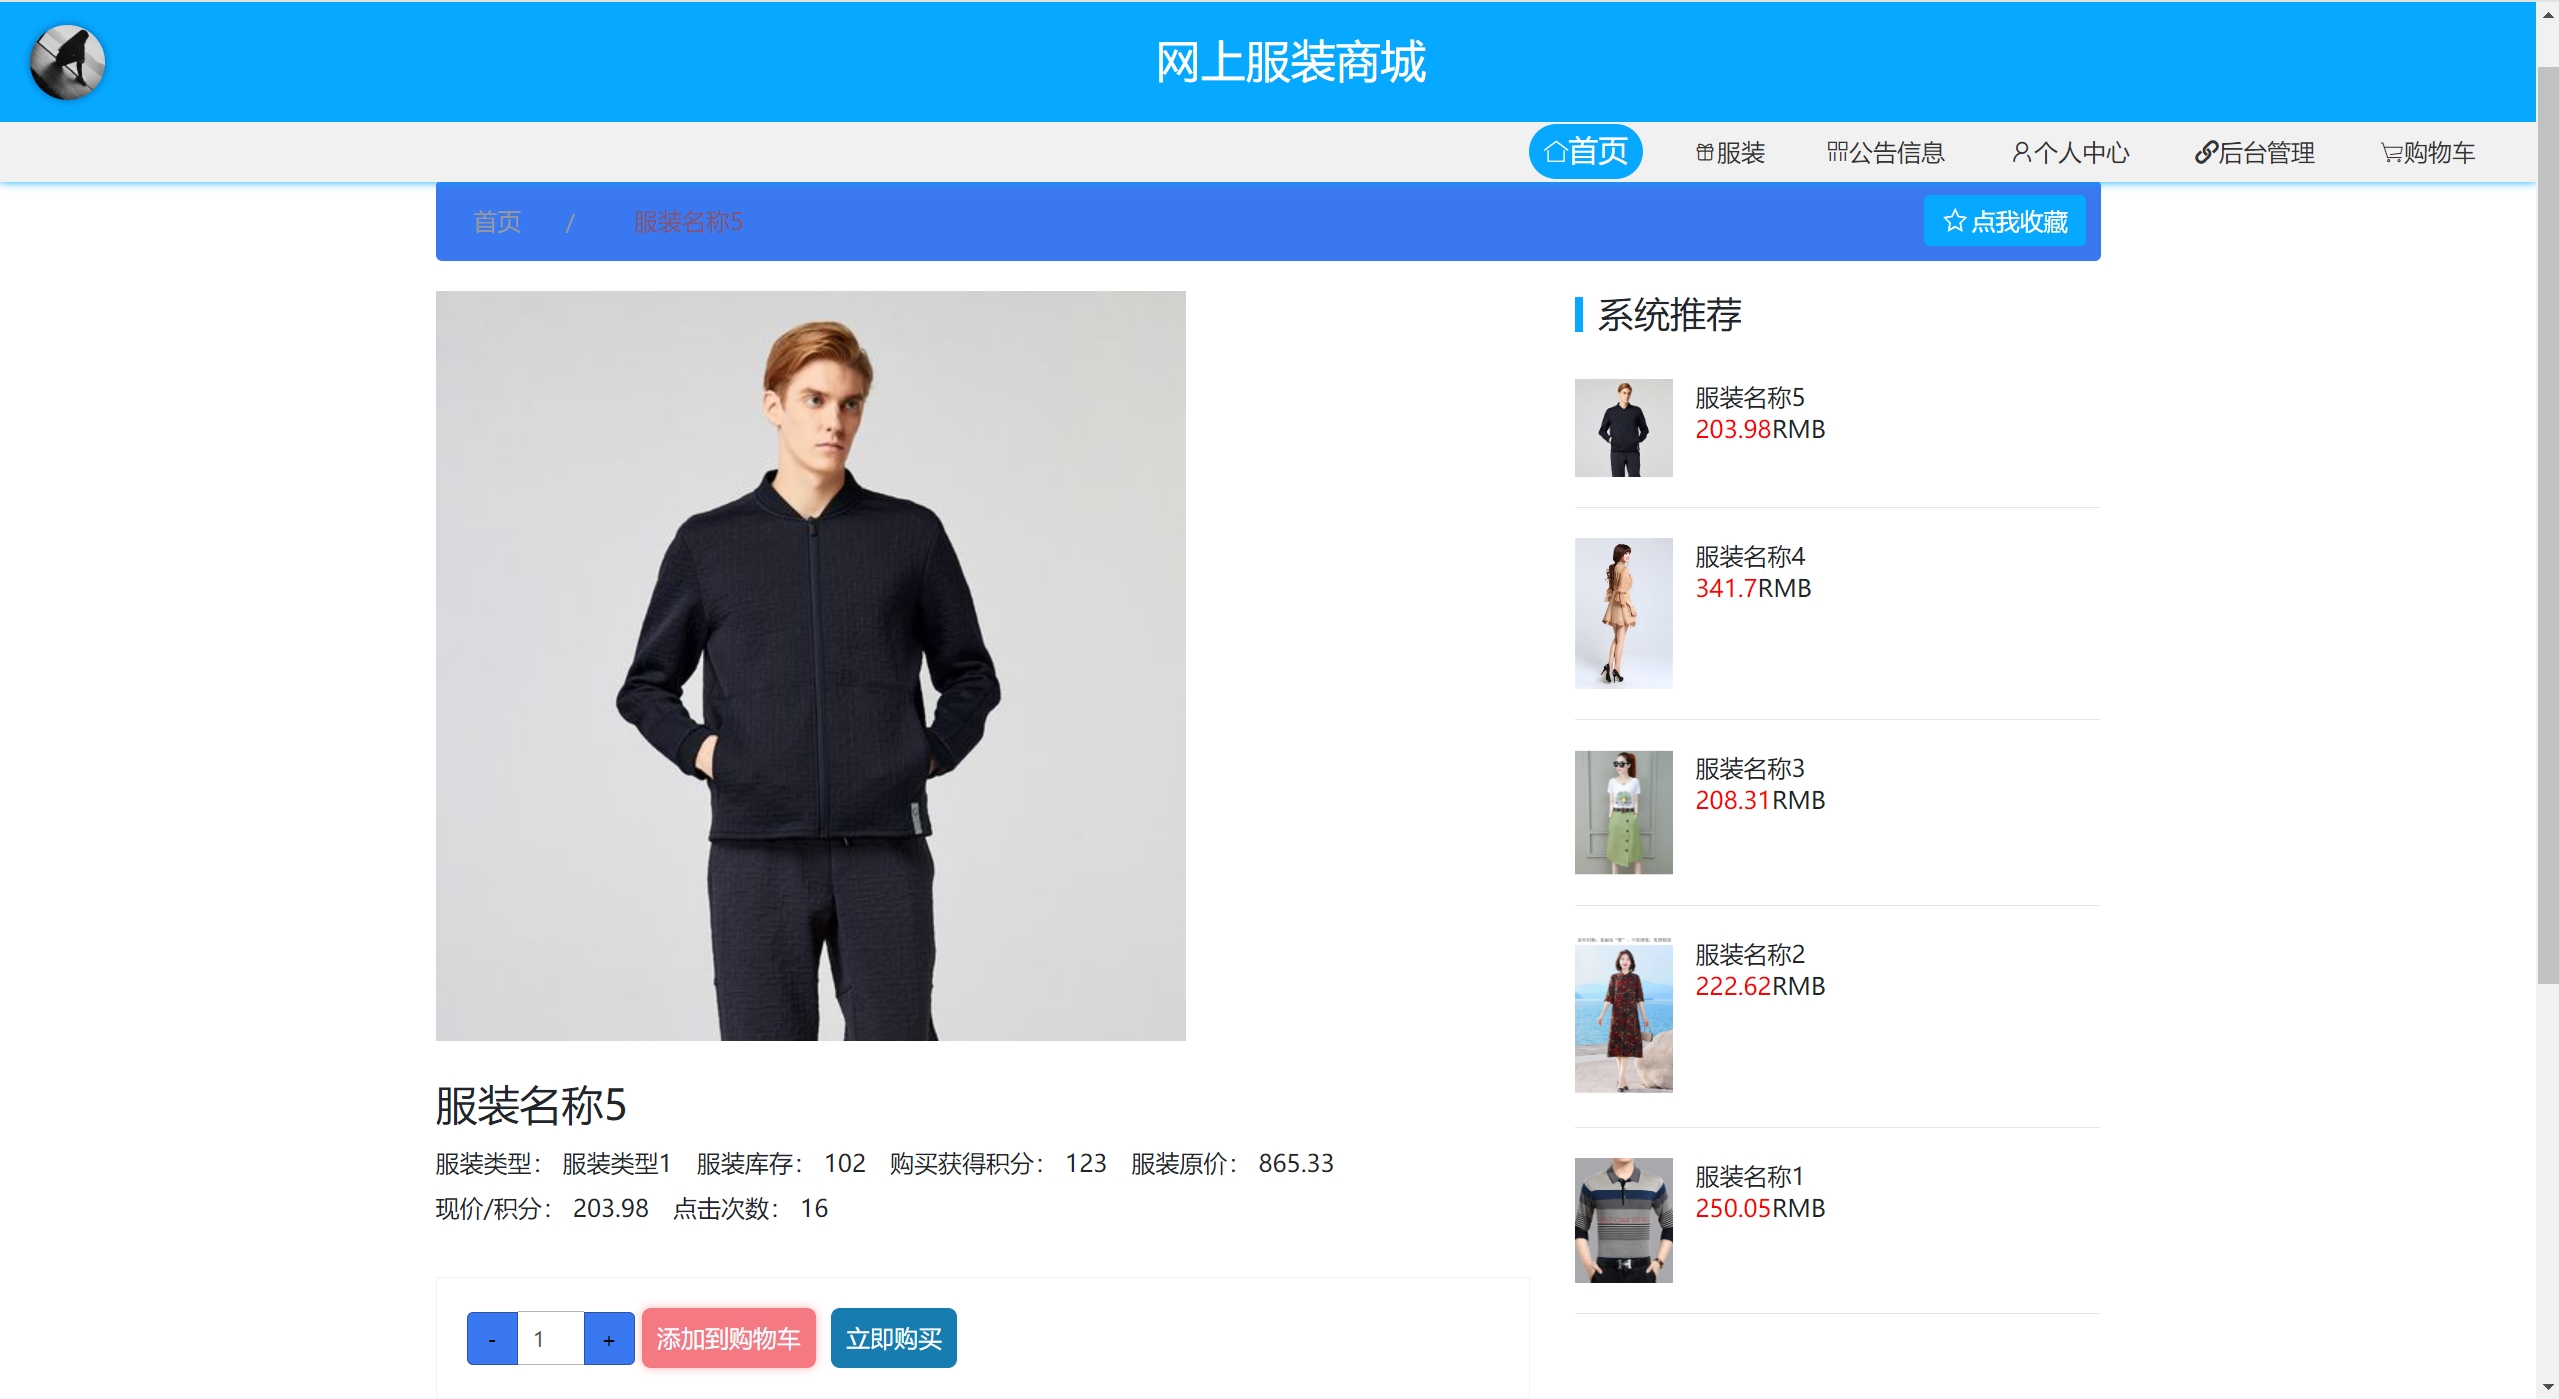 网上服装商城
首页
服装
公告信息
个人中心
后台管理
购物车
首页 / 服装名称5
点我收藏
服装名称5
服装类型： 服装类型1 服装库存： 102 购买获得积分： 123 服装原价： 865.33
现价/积分： 203.98 点击次数： 16
- 1 + 添加到购物车 立即购买
系统推荐
服装名称5
203.98RMB
服装名称4
341.7RMB
服装名称3
208.31RMB
服装名称2
222.62RMB
服装名称1
250.05RMB